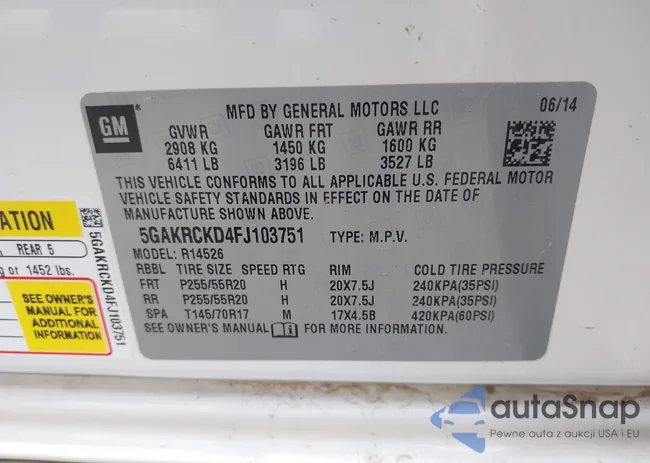 GM
MFD BY GENERAL MOTORS LLC 06/14
GVWR GAWR FRT GAWR RR
2908 KG 1450 KG 1600 KG
6411 LB 3196 LB 3527 LB
THIS VEHICLE CONFORMS TO ALL APPLICABLE U.S. FEDERAL MOTOR
VEHICLE SAFETY STANDARDS IN EFFECT ON THE DATE OF
MANUFACTURE SHOWN ABOVE.
5GAKRCKD4FJ103751 TYPE: M.P.V.
MODEL: R14526
RBBL TIRE SIZE SPEED RTG RIM COLD TIRE PRESSURE
FRT P255/55R20 H 20X7.5J 240KPA(35PSI)
RR P255/55R20 H 20X7.5J 240KPA(35PSI)
SPA T145/70R17 M 17X4.5B 420KPA(60PSI)
SEE OWNER'S MANUAL FOR MORE INFORMATION
ATION
REAR 5
g or 1452 lbs.
SEE OWNER'S
MANUAL FOR
ADDITIONAL
INFORMATION
5GAKRCKD4FJ103751
autaSnap
Pewne auta z aukcji USA i EU